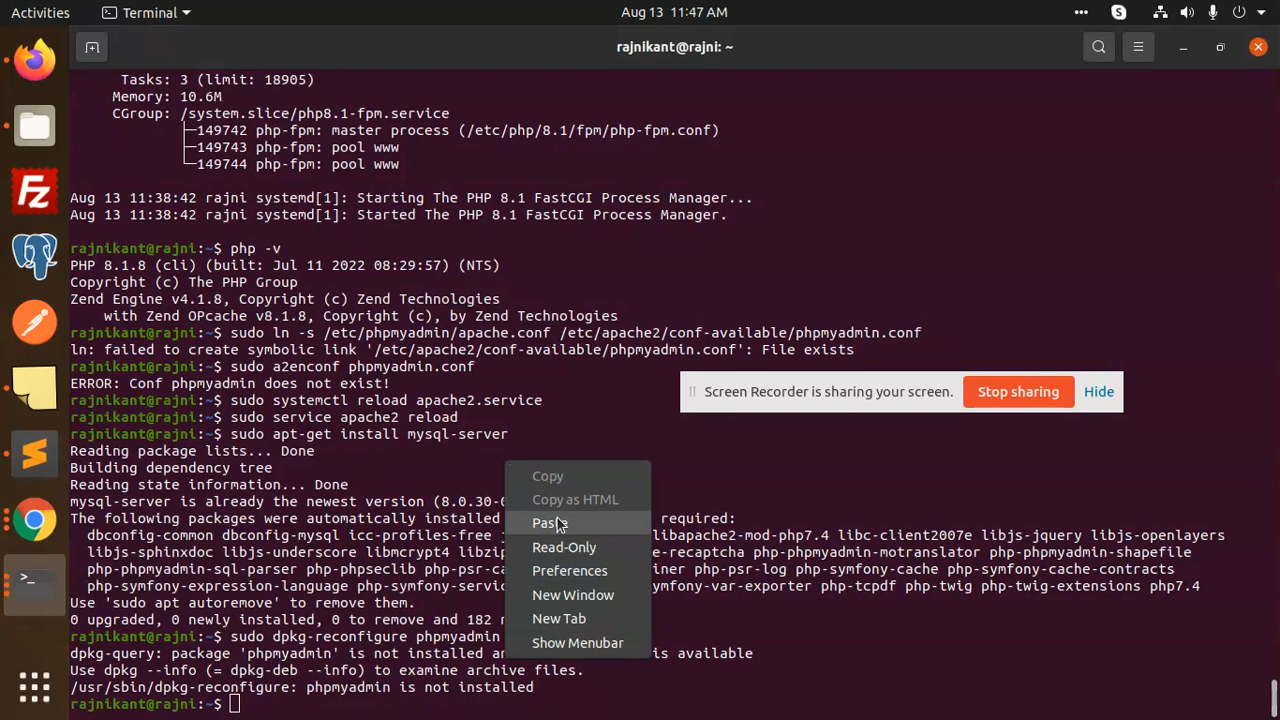 Activities
Terminal
Aug 13 11:47 AM
rajnikant@rajni: ~
Tasks: 3 (limit: 18905)
Memory: 10.6M
CGroup: /system.slice/php8.1-fpm.service
├─149742 php-fpm: master process (/etc/php/8.1/fpm/php-fpm.conf)
├─149743 php-fpm: pool www
└─149744 php-fpm: pool www
Aug 13 11:38:42 rajni systemd[1]: Starting The PHP 8.1 FastCGI Process Manager...
Aug 13 11:38:42 rajni systemd[1]: Started The PHP 8.1 FastCGI Process Manager.
rajnikant@rajni:~$ php -v
PHP 8.1.8 (cli) (built: Jul 11 2022 08:29:57) (NTS)
Copyright (c) The PHP Group
Zend Engine v4.1.8, Copyright (c) Zend Technologies
with Zend OPcache v8.1.8, Copyright (c), by Zend Technologies
rajnikant@rajni:~$ sudo ln -s /etc/phpmyadmin/apache.conf /etc/apache2/conf-available/phpmyadmin.conf
ln: failed to create symbolic link '/etc/apache2/conf-available/phpmyadmin.conf': File exists
rajnikant@rajni:~$ sudo a2enconf phpmyadmin.conf
ERROR: Conf phpmyadmin does not exist!
rajnikant@rajni:~$ sudo systemctl reload apache2.service
rajnikant@rajni:~$ sudo service apache2 reload
rajnikant@rajni:~$ sudo apt-get install mysql-server
Reading package lists... Done
Building dependency tree
Reading state information... Done
mysql-server is already the newest version (8.0.30-0
The following packages were automatically installed required:
dbconfig-common dbconfig-mysql icc-profiles-free libapache2-mod-php7.4 libc-client2007e libjs-jquery libjs-openlayers
libjs-sphinxdoc libjs-underscore libmcrypt4 libzip -recaptcha php-phpmyadmin-motranslator php-phpmyadmin-shapefile
php-phpmyadmin-sql-parser php-phpseclib php-psr-ca iner php-psr-log php-symfony-cache php-symfony-cache-contracts
php-symfony-expression-language php-symfony-servic mfony-var-exporter php-tcpdf php-twig php-twig-extensions php7.4
Use 'sudo apt autoremove' to remove them.
0 upgraded, 0 newly installed, 0 to remove and 182 n
rajnikant@rajni:~$ sudo dpkg-reconfigure phpmyadmin
dpkg-query: package 'phpmyadmin' is not installed an is available
Use dpkg --info (= dpkg-deb --info) to examine archive files.
/usr/sbin/dpkg-reconfigure: phpmyadmin is not installed
rajnikant@rajni:~$
Screen Recorder is sharing your screen.
Stop sharing
Hide
Copy
Copy as HTML
Paste
Read-Only
Preferences
New Window
New Tab
Show Menubar